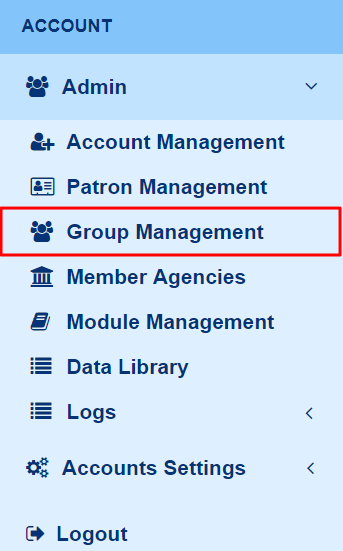 ACCOUNT
Admin
Account Management
Patron Management
Group Management
Member Agencies
Module Management
Data Library
Logs
Accounts Settings
Logout